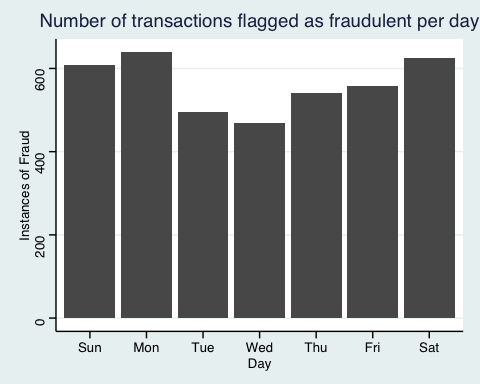 Number of transactions flagged as fraudulent per day
Instances of Fraud
600
400
200
0
Sun Mon Tue Wed Thu Fri Sat
Day